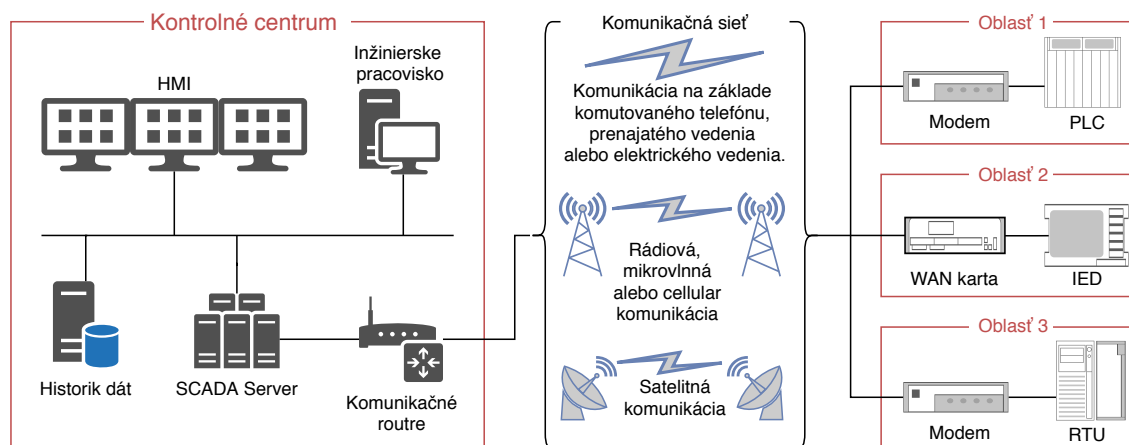 Kontrolné centrum
HMI
Inžinierske
pracovisko
Historik dát
SCADA Server
Komunikačné
routre
Komunikačná sieť
Komunikácia na základe
komutovaného telefónu,
prenajatého vedenia
alebo elektrického vedenia.
Rádiová,
mikrovlnná
alebo cellular
komunikácia
Satelitná
komunikácia
Oblasť 1
Modem
PLC
Oblasť 2
WAN karta
IED
Oblasť 3
Modem
RTU